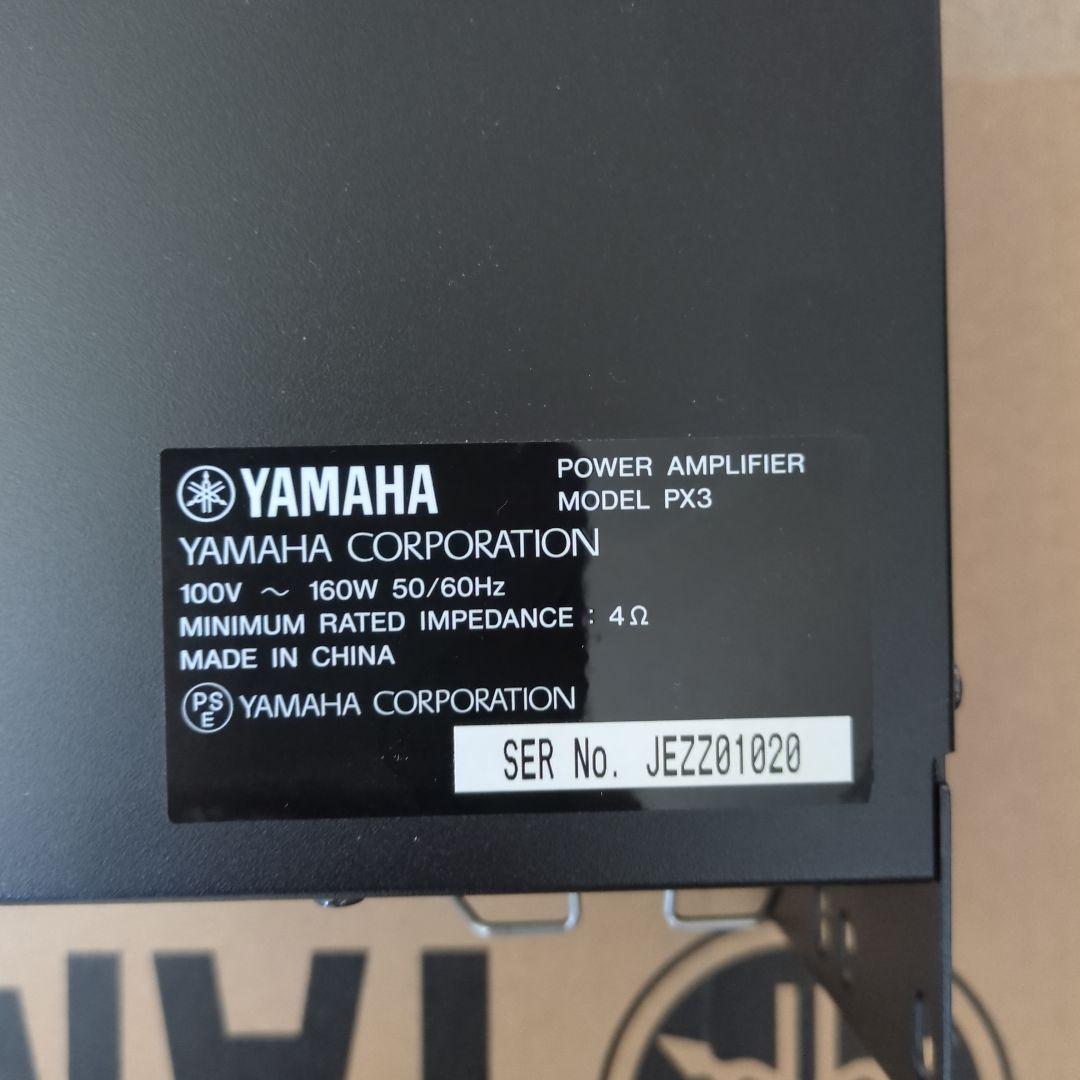 YAMAHA
POWER AMPLIFIER
MODEL PX3
YAMAHA CORPORATION
100V ~ 160W 50/60Hz
MINIMUM RATED IMPEDANCE : 4Ω
MADE IN CHINA
PSE YAMAHA CORPORATION
SER No. JEZZ01020